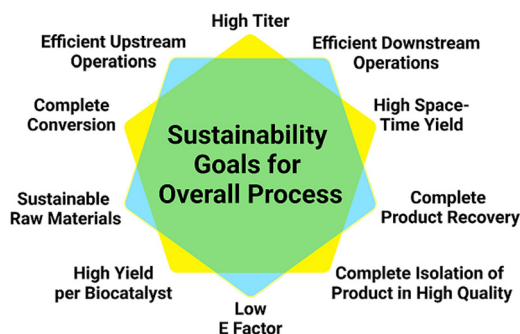 High Titer
Efficient Upstream
Operations
Efficient Downstream
Operations
Complete
Conversion
High Space-
Time Yield
Sustainability
Goals for
Overall Process
Sustainable
Raw Materials
Complete
Product Recovery
High Yield
per Biocatalyst
Complete Isolation of
Product in High Quality
Low
E Factor